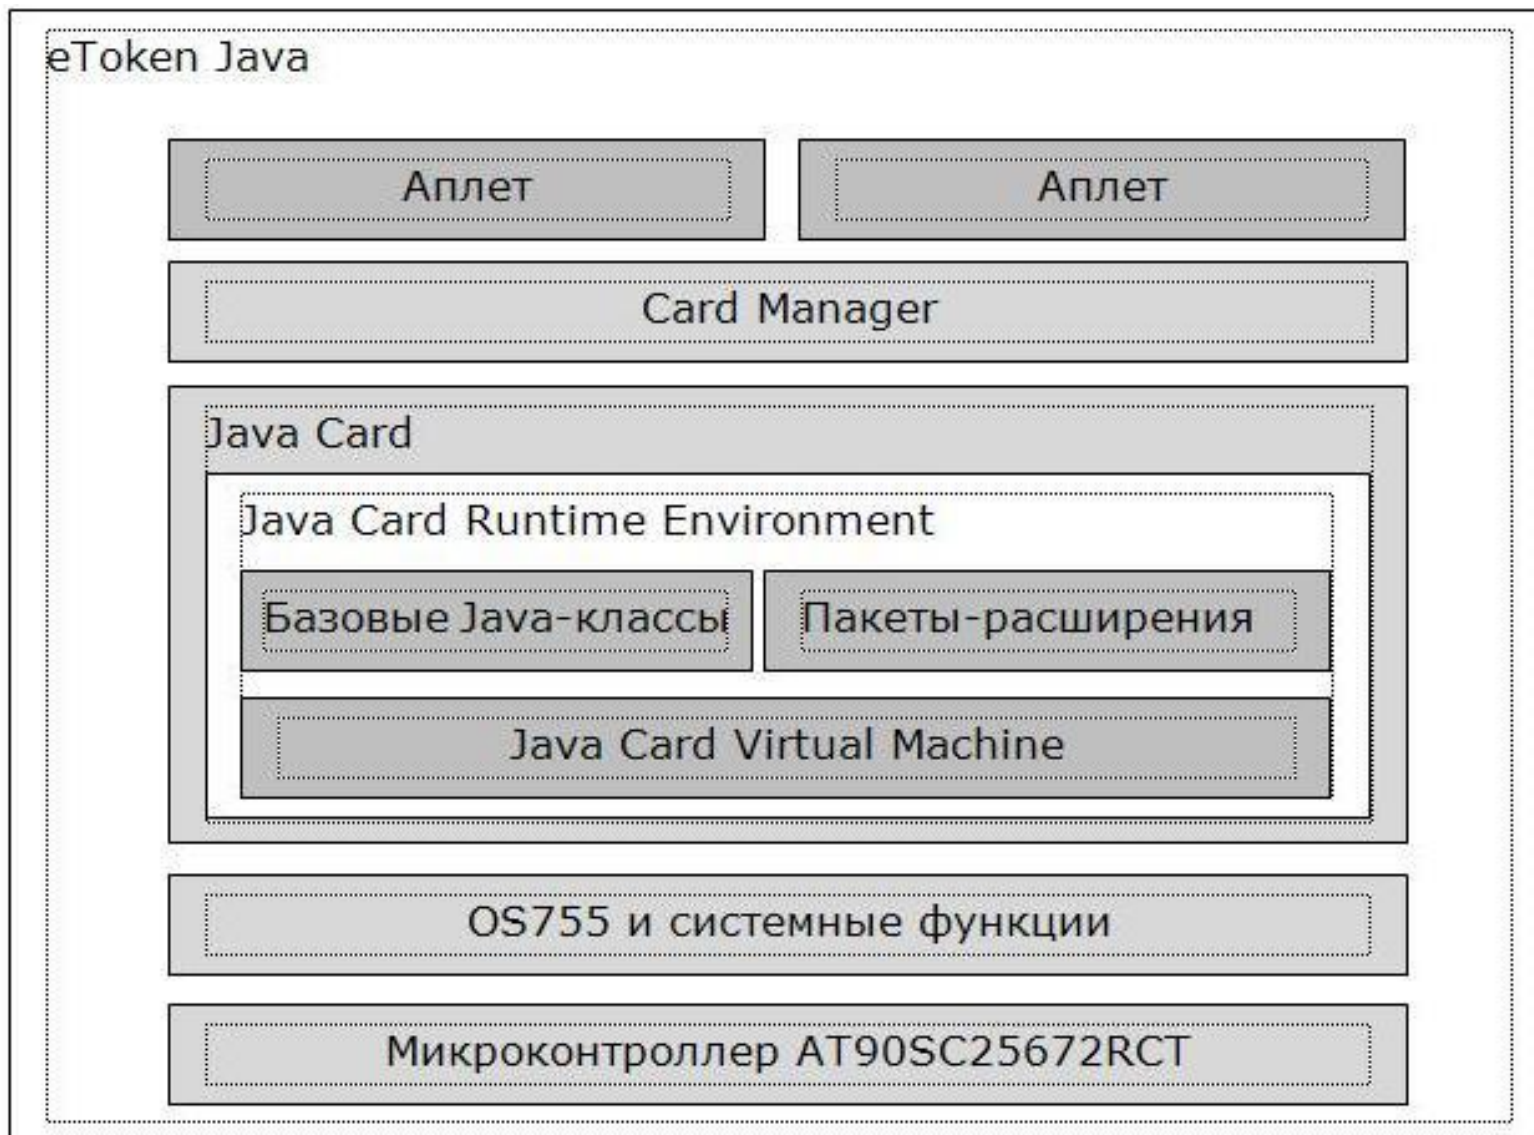 eToken Java
Аплет
Аплет
Card Manager
Java Card
Java Card Runtime Environment
Базовые Java-классы
Пакеты-расширения
Java Card Virtual Machine
OS755 и системные функции
Микроконтроллер AT90SC25672RCT